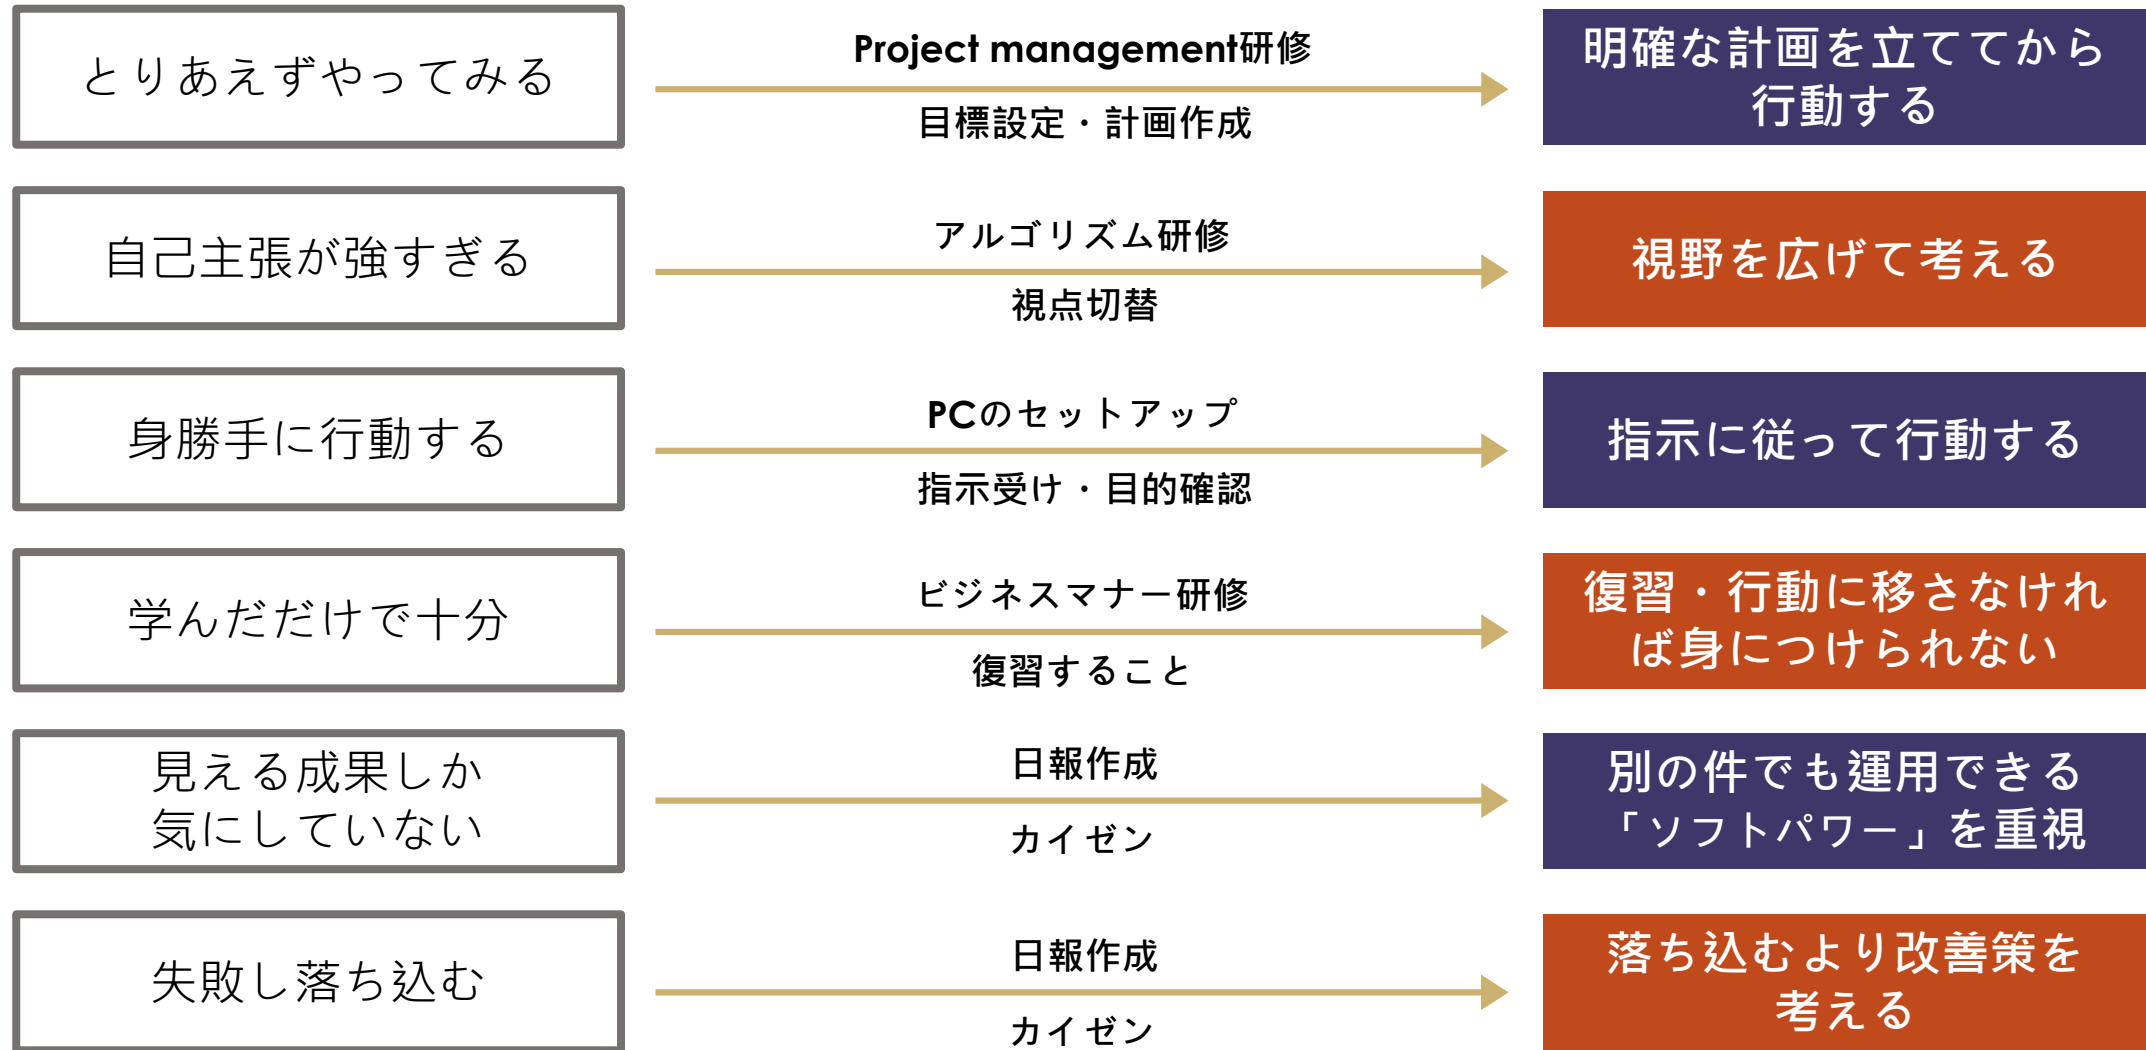 とりあえずやってみる
Project management研修
目標設定・計画作成
明確な計画を立ててから
行動する
自己主張が強すぎる
アルゴリズム研修
視点切替
視野を広げて考える
身勝手に行動する
PCのセットアップ
指示受け・目的確認
指示に従って行動する
学んだだけで十分
ビジネスマナー研修
復習すること
復習・行動に移さなけれ
ば身につけられない
見える成果しか
気にしていない
日報作成
カイゼン
別の件でも運用できる
「ソフトパワー」を重視
失敗し落ち込む
日報作成
カイゼン
落ち込むより改善策を
考える